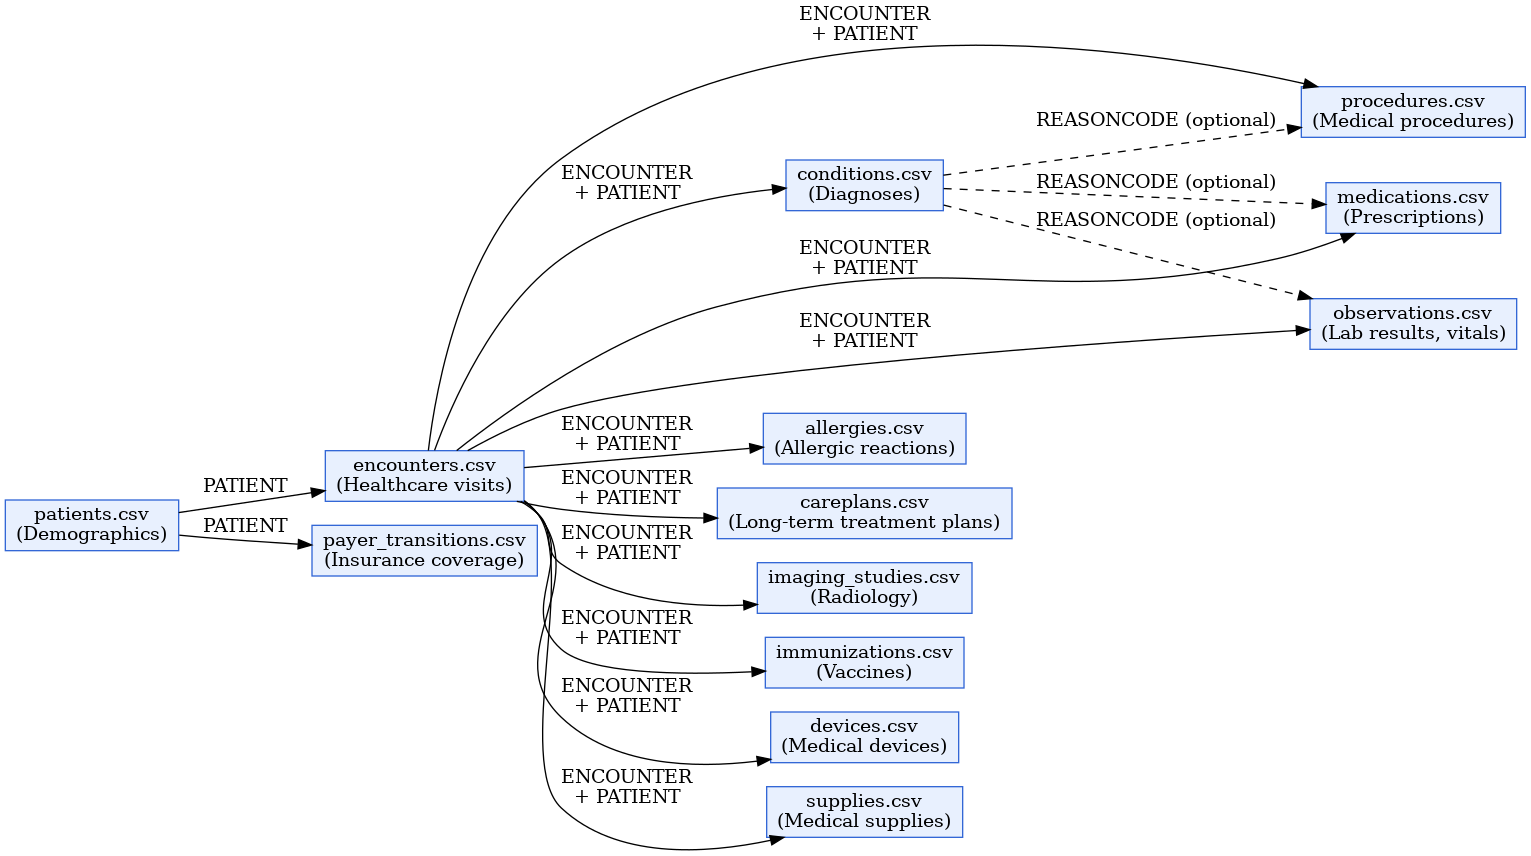 ENCOUNTER
+ PATIENT
procedures.csv
(Medical procedures)
REASONCODE (optional)
ENCOUNTER
+ PATIENT
conditions.csv
(Diagnoses)
REASONCODE (optional)
medications.csv
(Prescriptions)
REASONCODE (optional)
ENCOUNTER
+ PATIENT
observations.csv
(Lab results, vitals)
ENCOUNTER
+ PATIENT
ENCOUNTER
+ PATIENT
allergies.csv
(Allergic reactions)
encounters.csv
(Healthcare visits)
PATIENT
ENCOUNTER
+ PATIENT
careplans.csv
(Long-term treatment plans)
patients.csv
(Demographics)
PATIENT
payer_transitions.csv
(Insurance coverage)
ENCOUNTER
+ PATIENT
imaging_studies.csv
(Radiology)
ENCOUNTER
+ PATIENT
immunizations.csv
(Vaccines)
ENCOUNTER
+ PATIENT
devices.csv
(Medical devices)
ENCOUNTER
+ PATIENT
supplies.csv
(Medical supplies)